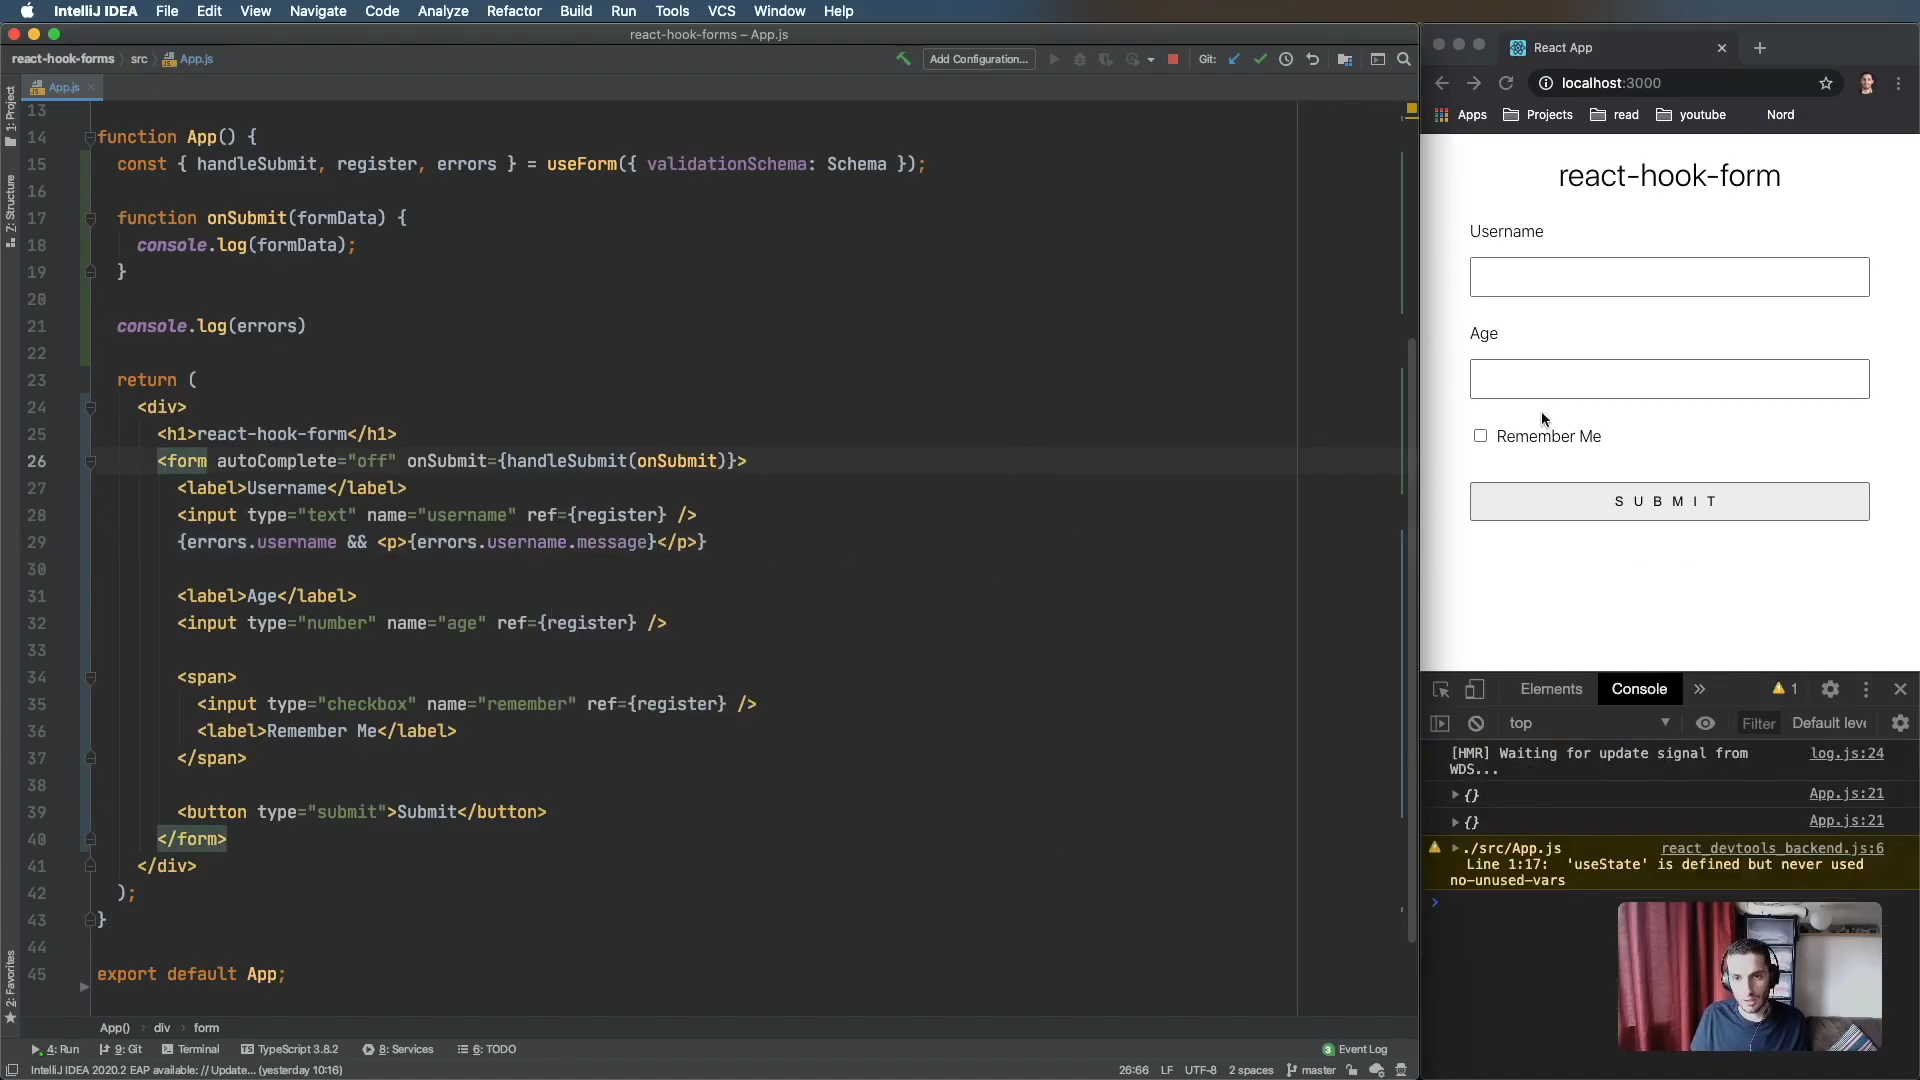 IntelliJ IDEA File Edit View Navigate Code Analyze Refactor Build Run Tools VCS Window Help
react-hook-forms – App.js
react-hook-forms src App.js
Add Configuration...
Git:
App.js
1: Project
Z: Structure
2: Favorites
13
14 function App() {
15 const { handleSubmit, register, errors } = useForm({ validationSchema: Schema });
16
17 function onSubmit(formData) {
18 console.log(formData);
19 }
20
21 console.log(errors)
22
23 return (
24 <div>
25 <h1>react-hook-form</h1>
26 <form autoComplete="off" onSubmit={handleSubmit(onSubmit)}>
27 <label>Username</label>
28 <input type="text" name="username" ref={register} />
29 {errors.username && <p>{errors.username.message}</p>}
30
31 <label>Age</label>
32 <input type="number" name="age" ref={register} />
33
34 <span>
35 <input type="checkbox" name="remember" ref={register} />
36 <label>Remember Me</label>
37 </span>
38
39 <button type="submit">Submit</button>
40 </form>
41 </div>
42 );
43 }
44
45 export default App;
App() div form
4: Run 9: Git Terminal TypeScript 3.8.2 8: Services 6: TODO
3 Event Log
IntelliJ IDEA 2020.2 EAP available: // Update... (yesterday 10:16)
26:66 LF UTF-8 2 spaces master
React App
localhost:3000
Apps Projects read youtube Nord
react-hook-form
Username
Age
Remember Me
SUBMIT
Elements Console 1
top Filter Default leve
[HMR] Waiting for update signal from log.js:24
WDS...
{} App.js:21
{} App.js:21
./src/App.js react_devtools_backend.js:6
Line 1:17: 'useState' is defined but never used
no-unused-vars